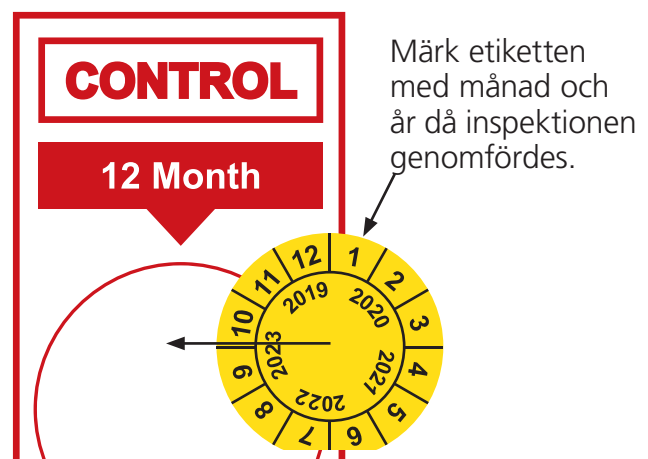 CONTROL
12 Month
Märk etiketten
med månad och
år då inspektionen
genomfördes.
1
2
3
4
5
6
7
8
9
10
11
12
2019
2020
2021
2022
2023